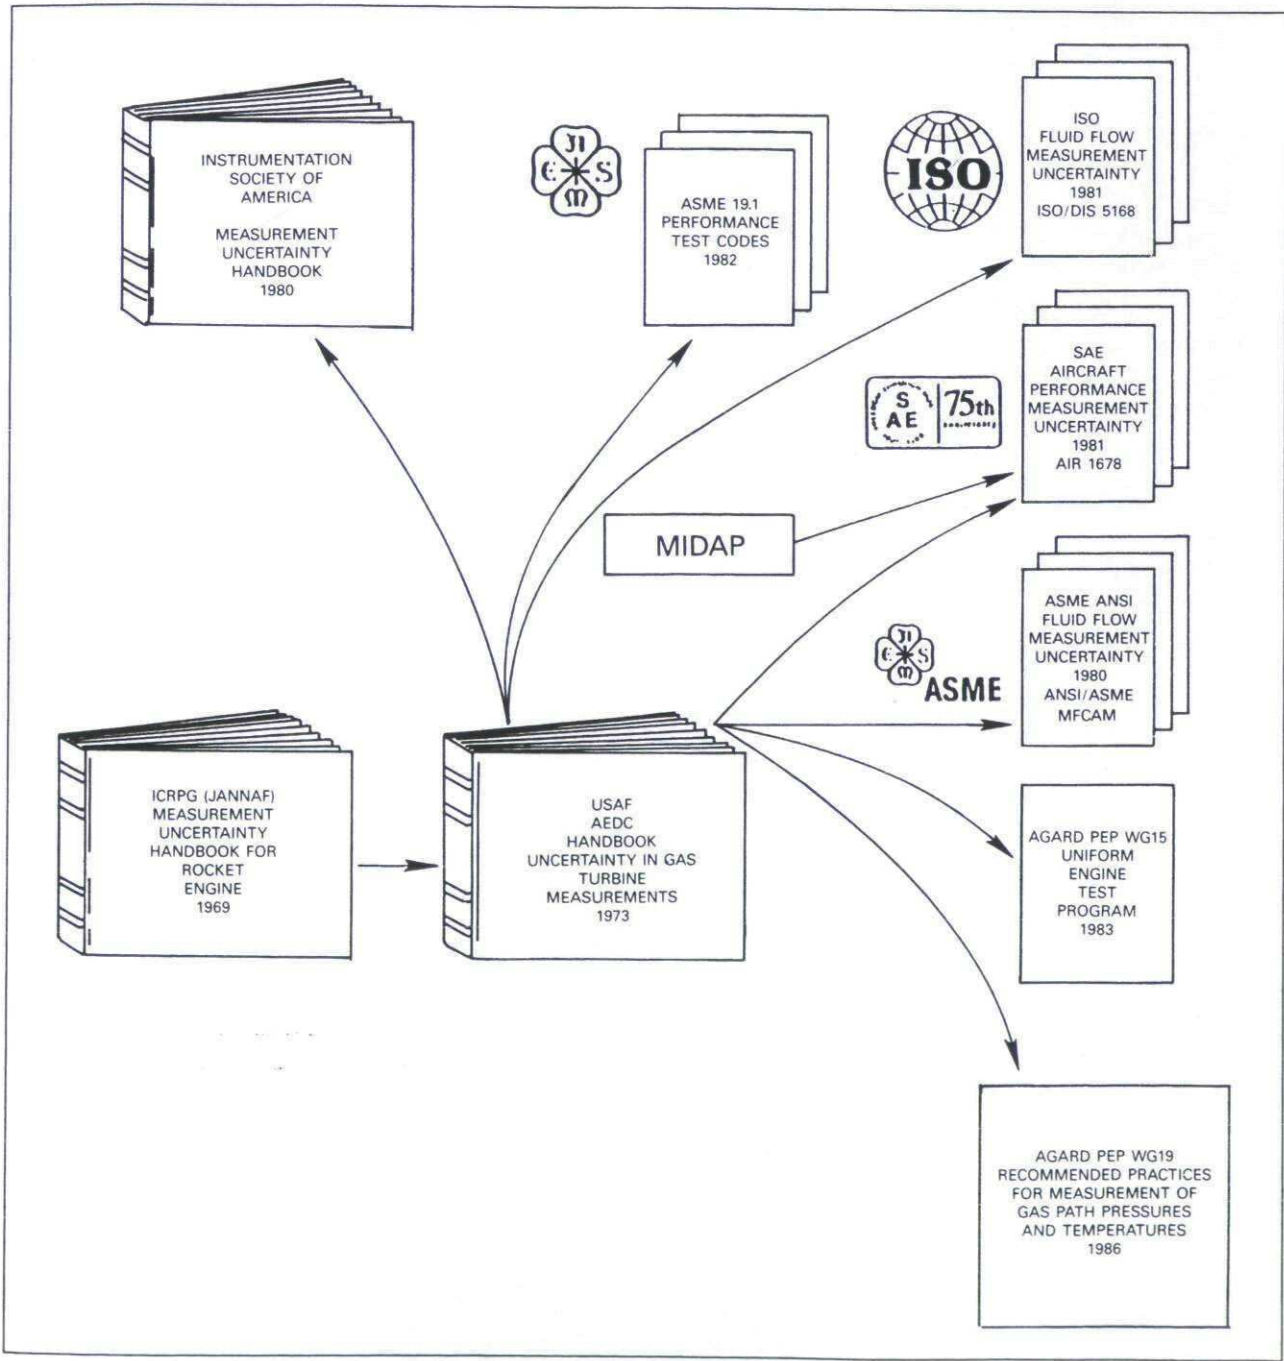 INSTRUMENTATION
SOCIETY OF
AMERICA
MEASUREMENT
UNCERTAINTY
HANDBOOK
1980
ASME 19.1
PERFORMANCE
TEST CODES
1982
ISO
ISO
FLUID FLOW
MEASUREMENT
UNCERTAINTY
1981
ISO/DIS 5168
S
AE
75th
SAE
AIRCRAFT
PERFORMANCE
MEASUREMENT
UNCERTAINTY
1981
AIR 1678
MIDAP
ASME
ASME ANSI
FLUID FLOW
MEASUREMENT
UNCERTAINTY
1980
ANSI/ASME
MFCAM
ICRPG (JANNAF)
MEASUREMENT
UNCERTAINTY
HANDBOOK FOR
ROCKET
ENGINE
1969
USAF
AEDC
HANDBOOK
UNCERTAINTY IN GAS
TURBINE
MEASUREMENTS
1973
AGARD PEP WG15
UNIFORM
ENGINE
TEST
PROGRAM
1983
AGARD PEP WG19
RECOMMENDED PRACTICES
FOR MEASUREMENT OF
GAS PATH PRESSURES
AND TEMPERATURES
1986